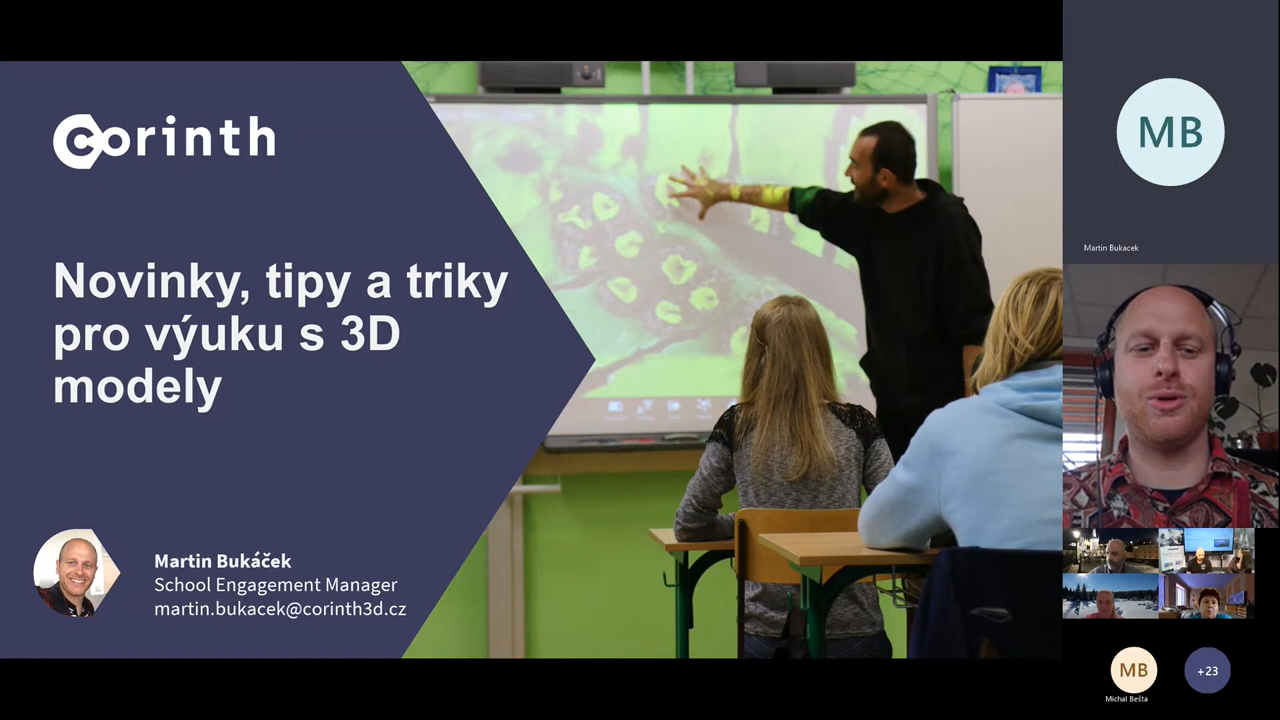 corinth
Novinky, tipy a triky
pro výuku s 3D
modely
Martin Bukáček
School Engagement Manager
martin.bukacek@corinth3d.cz
MB
Martin Bukacek
MB
Michal Bešta
+23